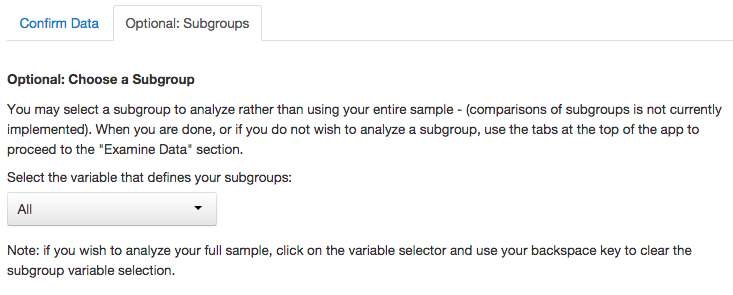 Confirm Data
Optional: Subgroups
Optional: Choose a Subgroup
You may select a subgroup to analyze rather than using your entire sample - (comparisons of subgroups is not currently
implemented). When you are done, or if you do not wish to analyze a subgroup, use the tabs at the top of the app to
proceed to the "Examine Data" section.
Select the variable that defines your subgroups:
All
Note: if you wish to analyze your full sample, click on the variable selector and use your backspace key to clear the
subgroup variable selection.